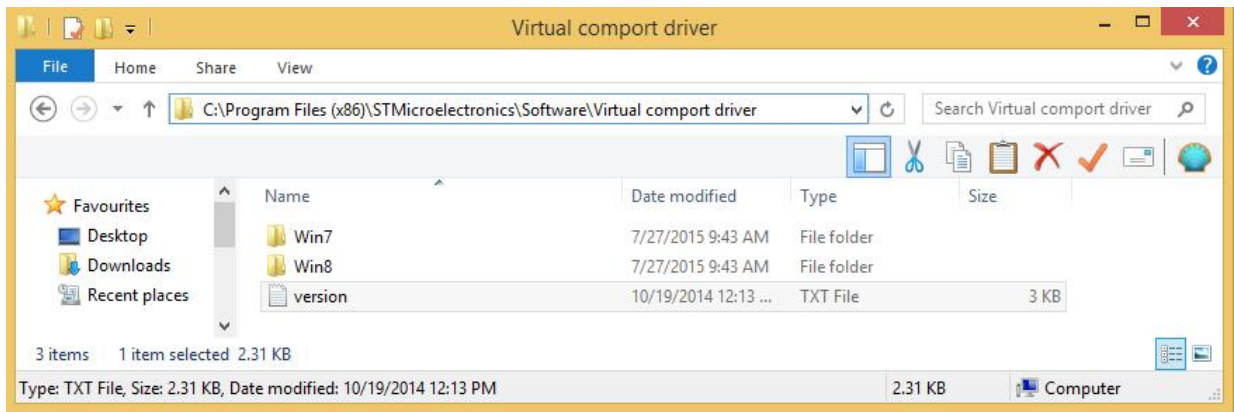 Virtual comport driver
File Home Share View
C:\Program Files (x86)\STMicroelectronics\Software\Virtual comport driver Search Virtual comport driver
Favourites
Desktop
Downloads
Recent places
Name Date modified Type Size
Win7 7/27/2015 9:43 AM File folder
Win8 7/27/2015 9:43 AM File folder
version 10/19/2014 12:13 ... TXT File 3 KB
3 items 1 item selected 2.31 KB
Type: TXT File, Size: 2.31 KB, Date modified: 10/19/2014 12:13 PM 2.31 KB Computer